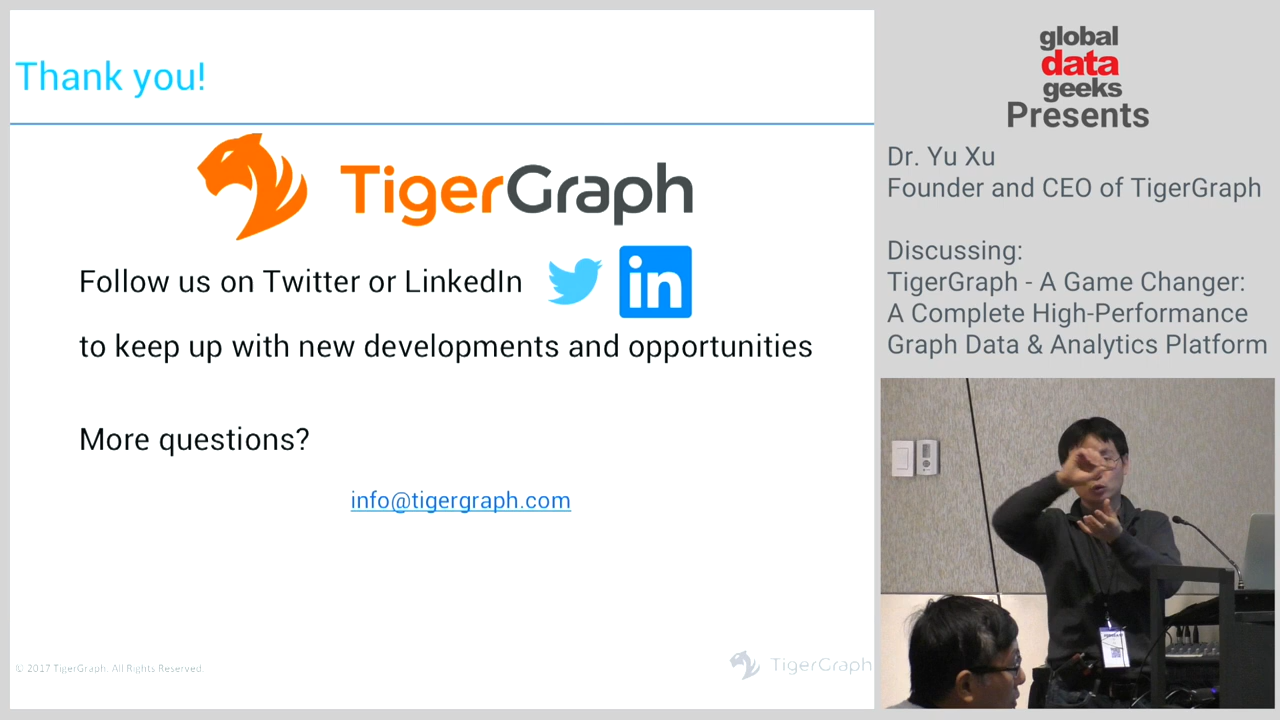 Thank you!
TigerGraph
Follow us on Twitter or LinkedIn
in
to keep up with new developments and opportunities
More questions?
info@tigergraph.com
© 2017 TigerGraph. All Rights Reserved.
TigerGraph
global
data
geeks
Presents
Dr. Yu Xu
Founder and CEO of TigerGraph
Discussing:
TigerGraph - A Game Changer:
A Complete High-Performance
Graph Data & Analytics Platform